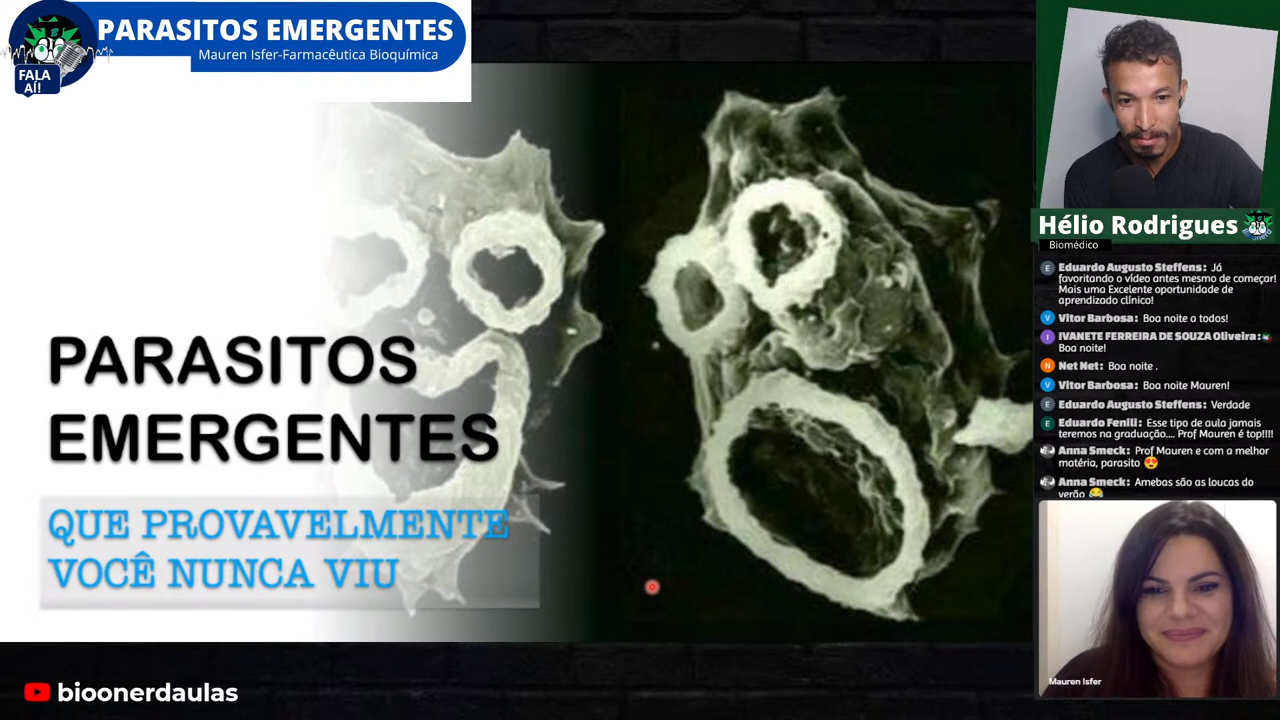 PARASITOS EMERGENTES
Mauren Isfer-Farmacêutica Bioquímica
FALA
AÍ!
PARASITOS
EMERGENTES
QUE PROVAVELMENTE
VOCÊ NUNCA VIU
bioonerdaulas
Hélio Rodrigues
Biomédico
E Eduardo Augusto Steffens: Já
favoritando o vídeo antes mesmo de começar!
Mais uma Excelente oportunidade de
aprendizado clínico!
V Vitor Barbosa: Boa noite a todos!
I IVANETE FERREIRA DE SOUZA Oliveira:
Boa noite!
N Net Net: Boa noite .
V Vitor Barbosa: Boa noite Mauren!
E Eduardo Augusto Steffens: Verdade
E Eduardo Fenili: Esse tipo de aula jamais
teremos na graduação.... Prof Mauren é top!!!!
Anna Smeck: Prof Mauren e com a melhor
matéria, parasito 😍
Anna Smeck: Amebas são as loucas do
verão 😂
Mauren Isfer